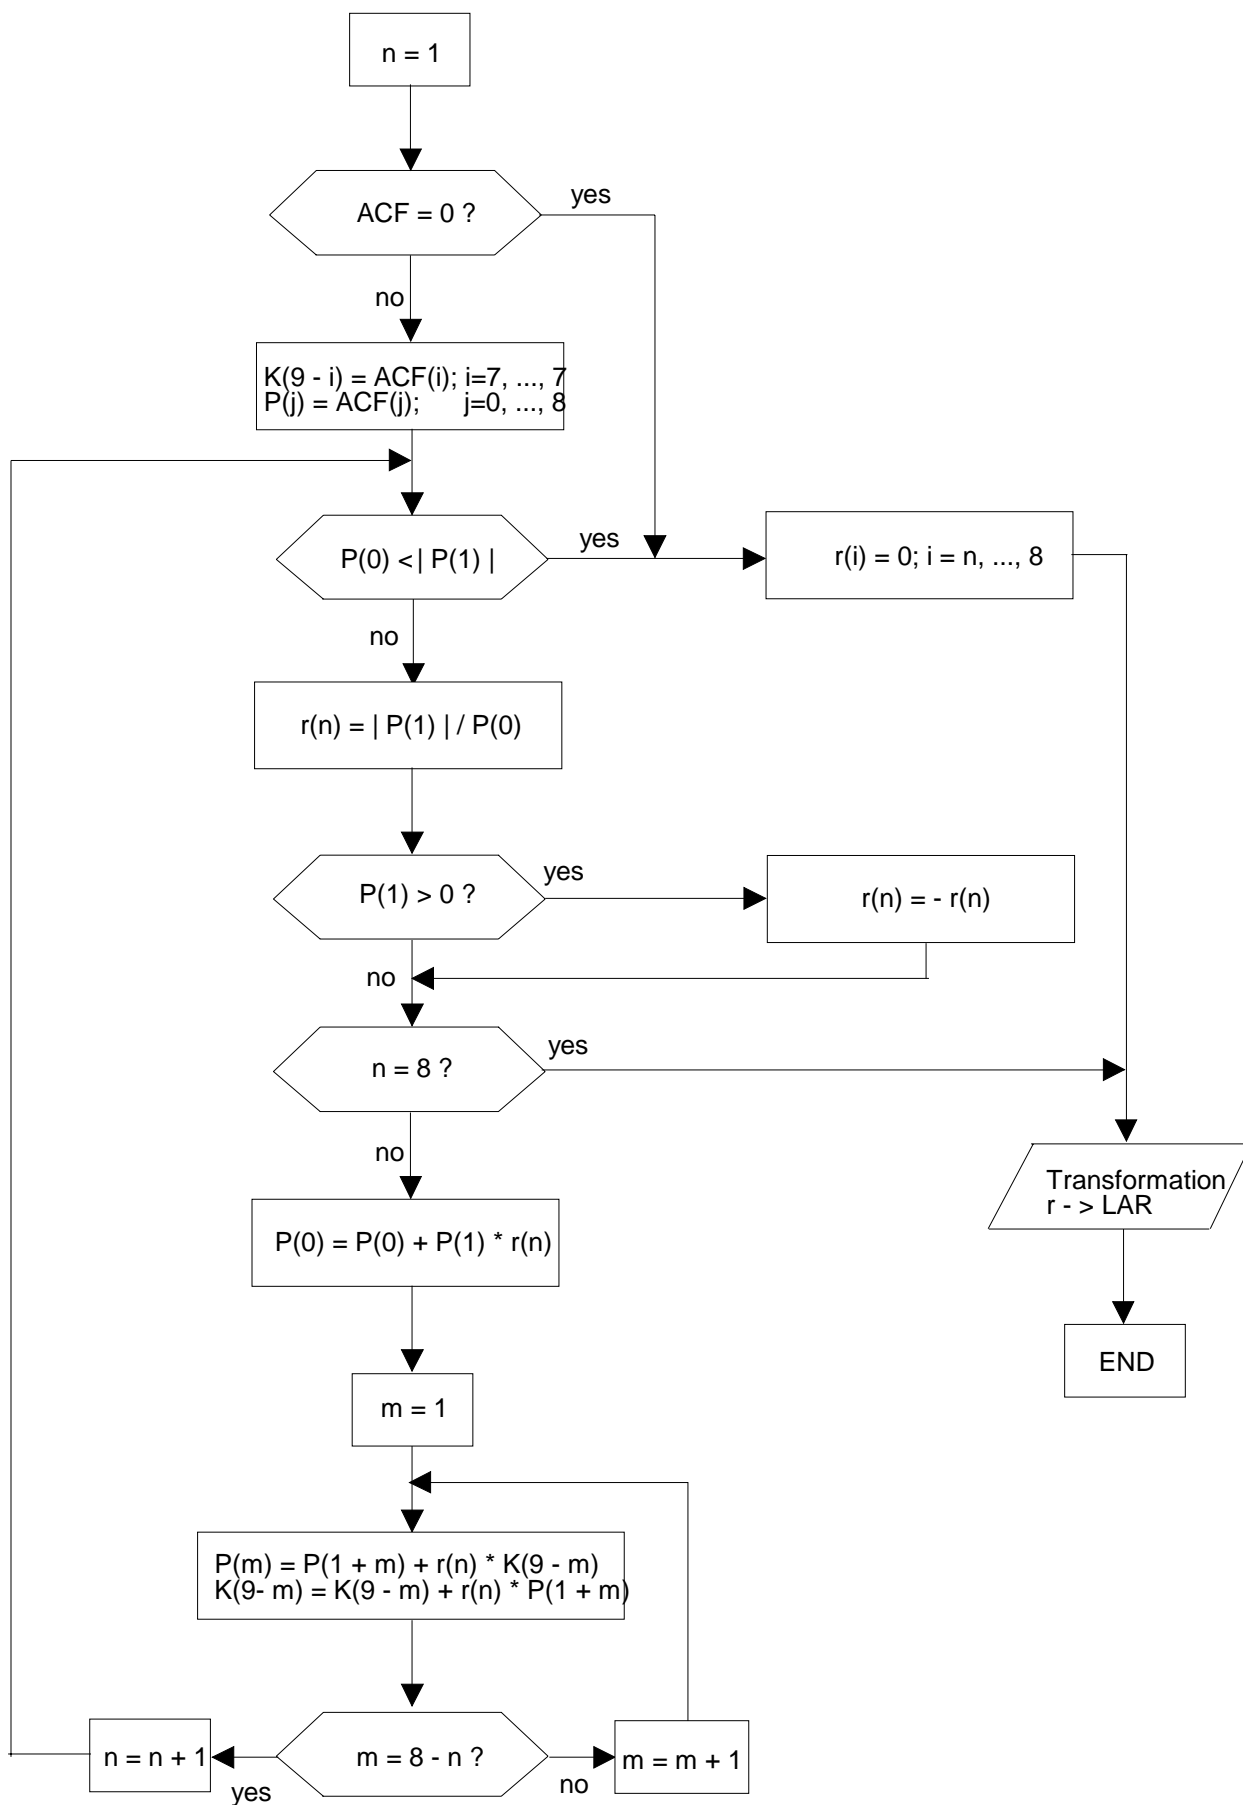 n = 1
ACF = 0 ?
yes
no
K(9 - i) = ACF(i); i=7, ..., 7
P(j) = ACF(j); j=0, ..., 8
P(0) < | P(1) |
yes
r(i) = 0; i = n, ..., 8
no
r(n) = | P(1) | / P(0)
P(1) > 0 ?
yes
r(n) = - r(n)
no
n = 8 ?
yes
no
Transformation
r - > LAR
P(0) = P(0) + P(1) * r(n)
END
m = 1
P(m) = P(1 + m) + r(n) * K(9 - m)
K(9- m) = K(9 - m) + r(n) * P(1 + m)
n = n + 1
yes
m = 8 - n ?
no
m = m + 1